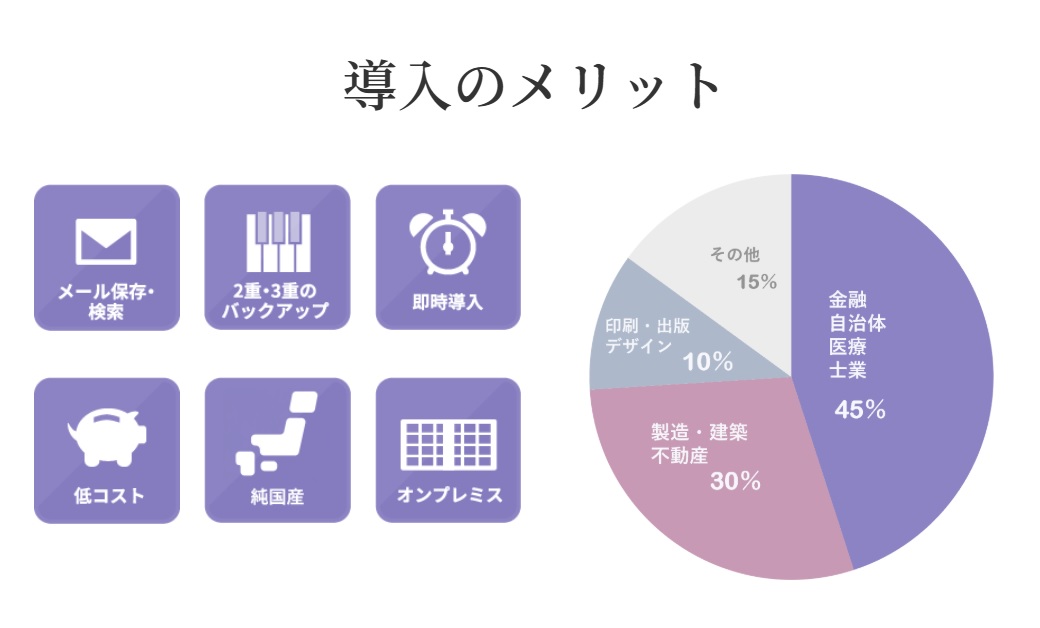 導入のメリット
メール保存・
検索
2重・3重の
バックアップ
即時導入
低コスト
純国産
オンプレミス
その他
15%
金融
自治体
医療
士業
45%
印刷・出版
デザイン
10%
製造・建築
不動産
30%